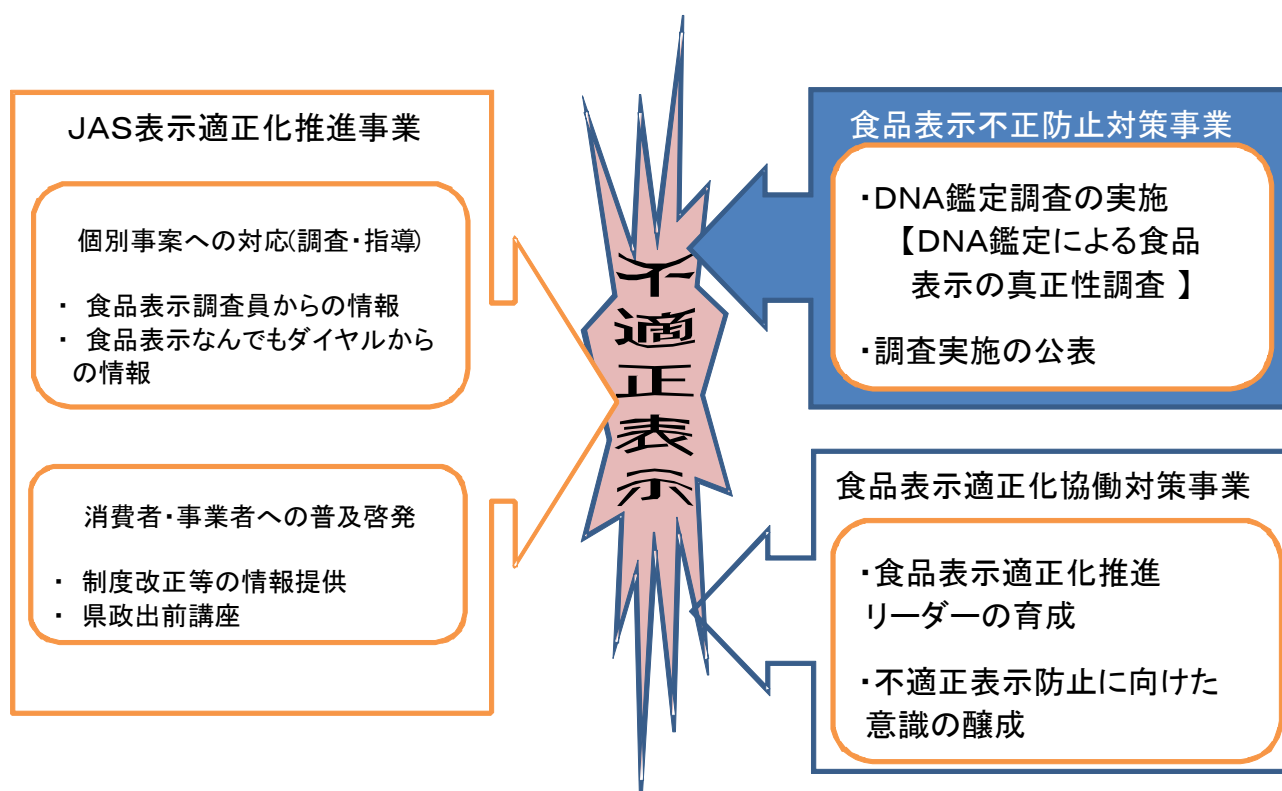 JAS表示適正化推進事業
個別事案への対応(調査・指導)
・ 食品表示調査員からの情報
・ 食品表示なんでもダイヤルから
の情報
消費者・事業者への普及啓発
・ 制度改正等の情報提供
・ 県政出前講座
不適正表示
食品表示不正防止対策事業
・DNA鑑定調査の実施
【DNA鑑定による食品
表示の真正性調査 】
・調査実施の公表
食品表示適正化協働対策事業
・食品表示適正化推進
リーダーの育成
・不適正表示防止に向けた
意識の醸成